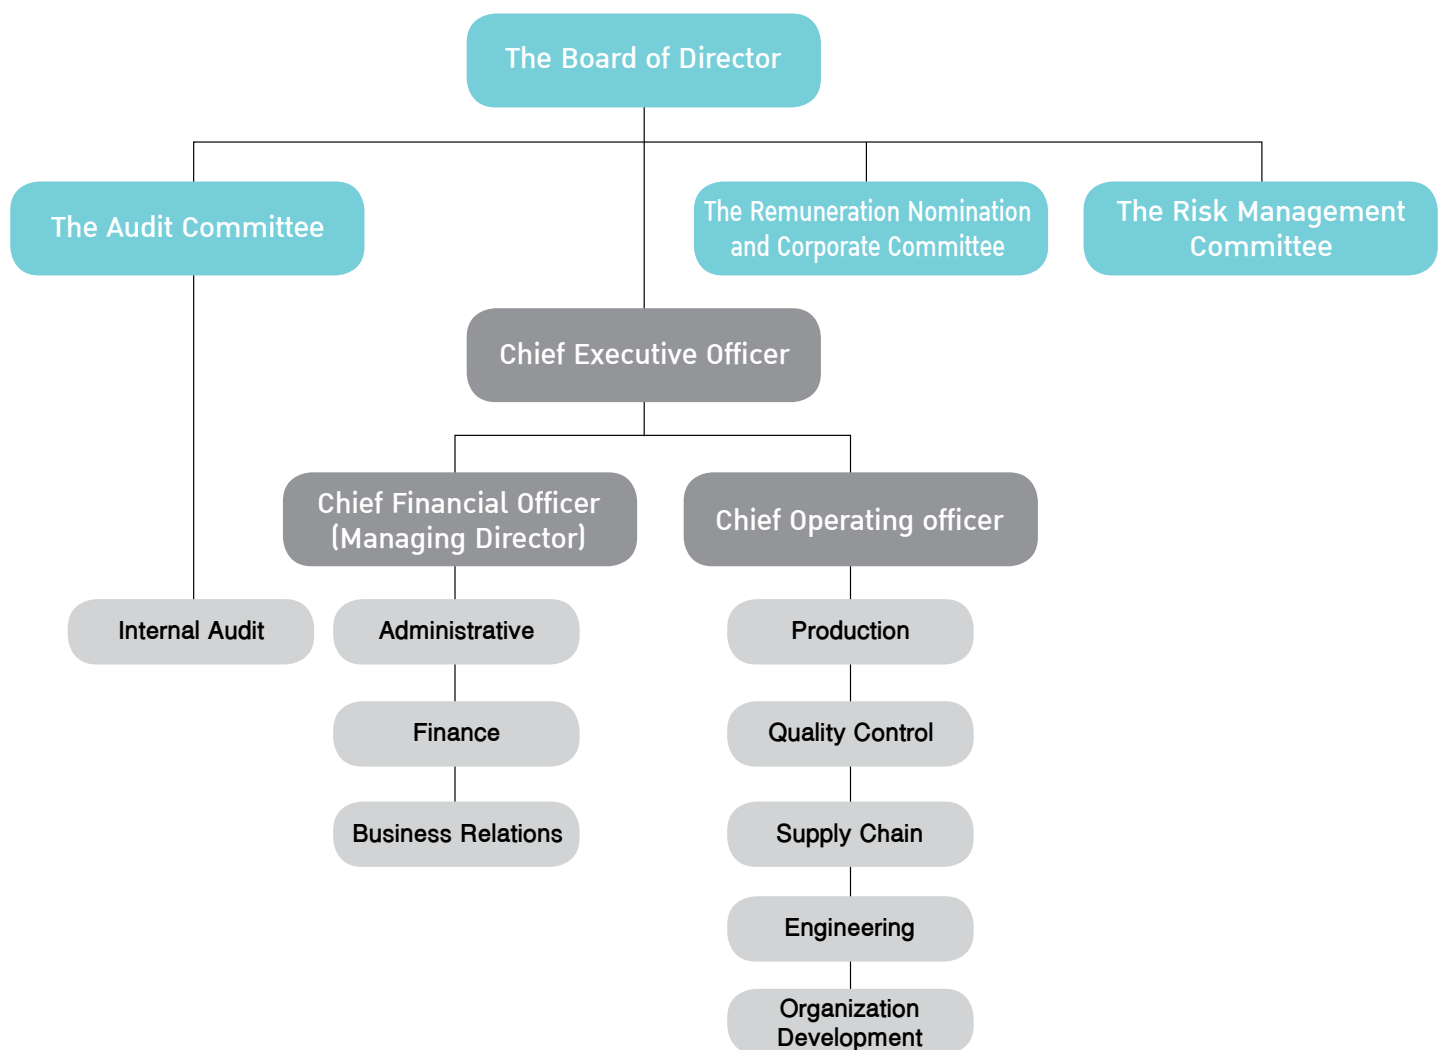 The Board of Director
The Audit Committee
The Remuneration Nomination
and Corporate Committee
The Risk Management
Committee
Chief Executive Officer
Chief Financial Officer
(Managing Director)
Chief Operating officer
Internal Audit
Administrative
Production
Finance
Quality Control
Business Relations
Supply Chain
Engineering
Organization
Development